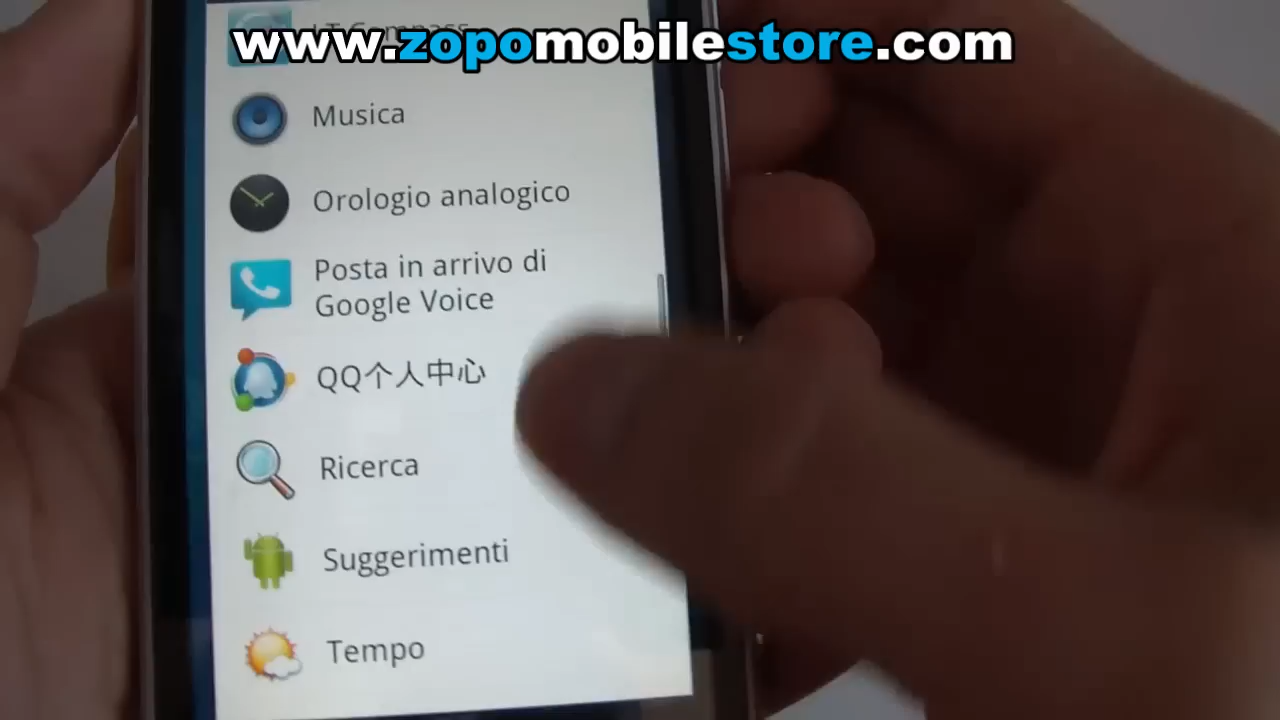 www.zopomobilestore.com
Musica
Orologio analogico
Posta in arrivo di
Google Voice
QQ个人中心
Ricerca
Suggerimenti
Tempo